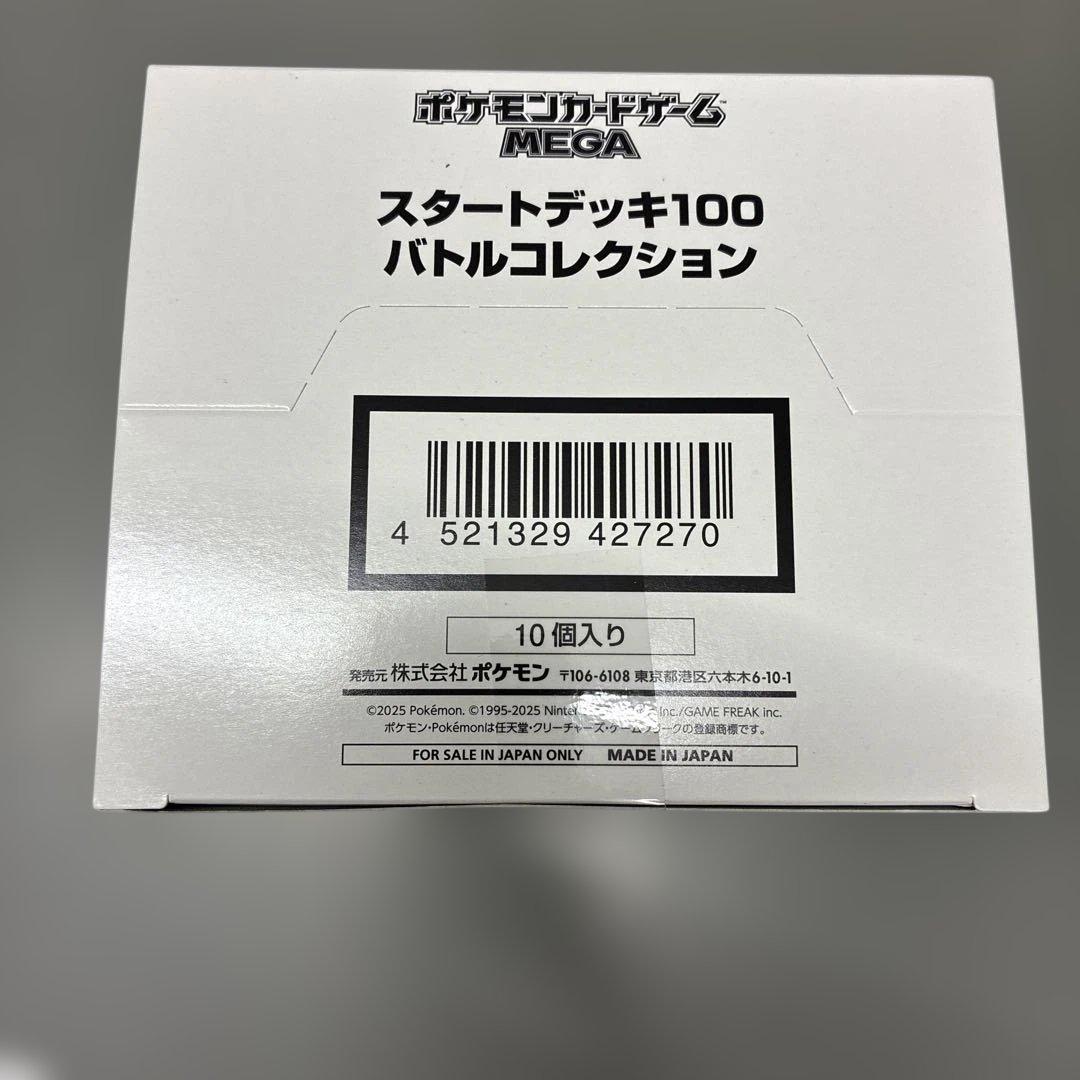 ポケモンカードゲーム™
MEGA
スタートデッキ100
バトルコレクション
4 521329 427270
10個入り
発売元 株式会社 ポケモン 〒106-6108 東京都港区六本木6-10-1
©2025 Pokémon. ©1995-2025 Inc./GAME FREAK inc.
ポケモン・Pokémonは任天堂・クリーチャーズ・ゲームフリークの登録商標です。
FOR SALE IN JAPAN ONLY MADE IN JAPAN